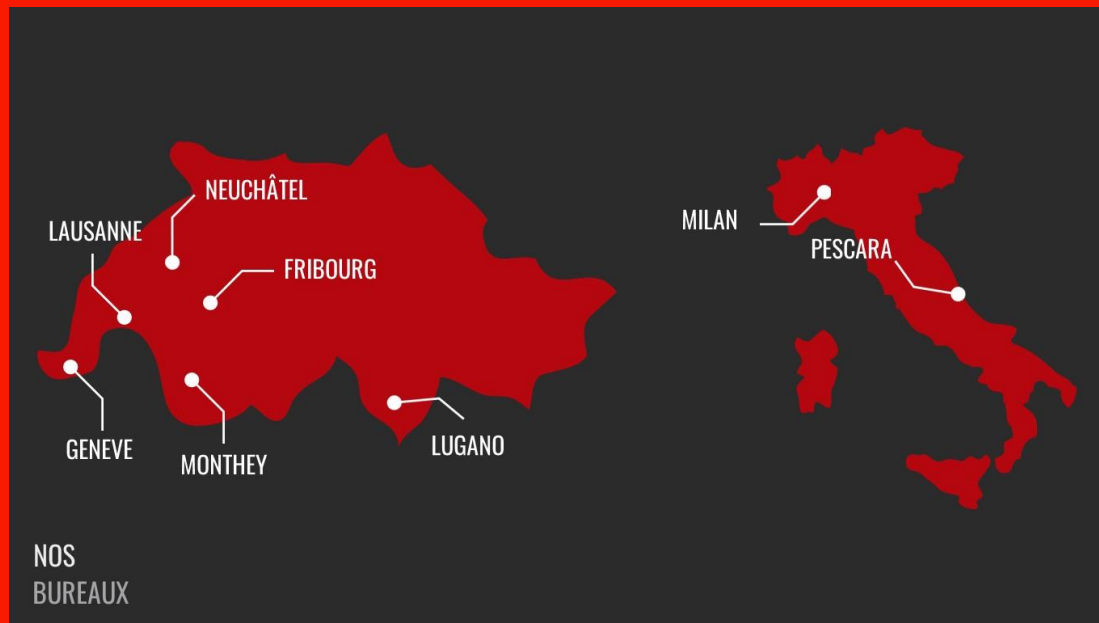 NEUCHÂTEL
LAUSANNE
FRIBOURG
GENEVE
MONTHEY
LUGANO
MILAN
PESCARA
NOS
BUREAUX